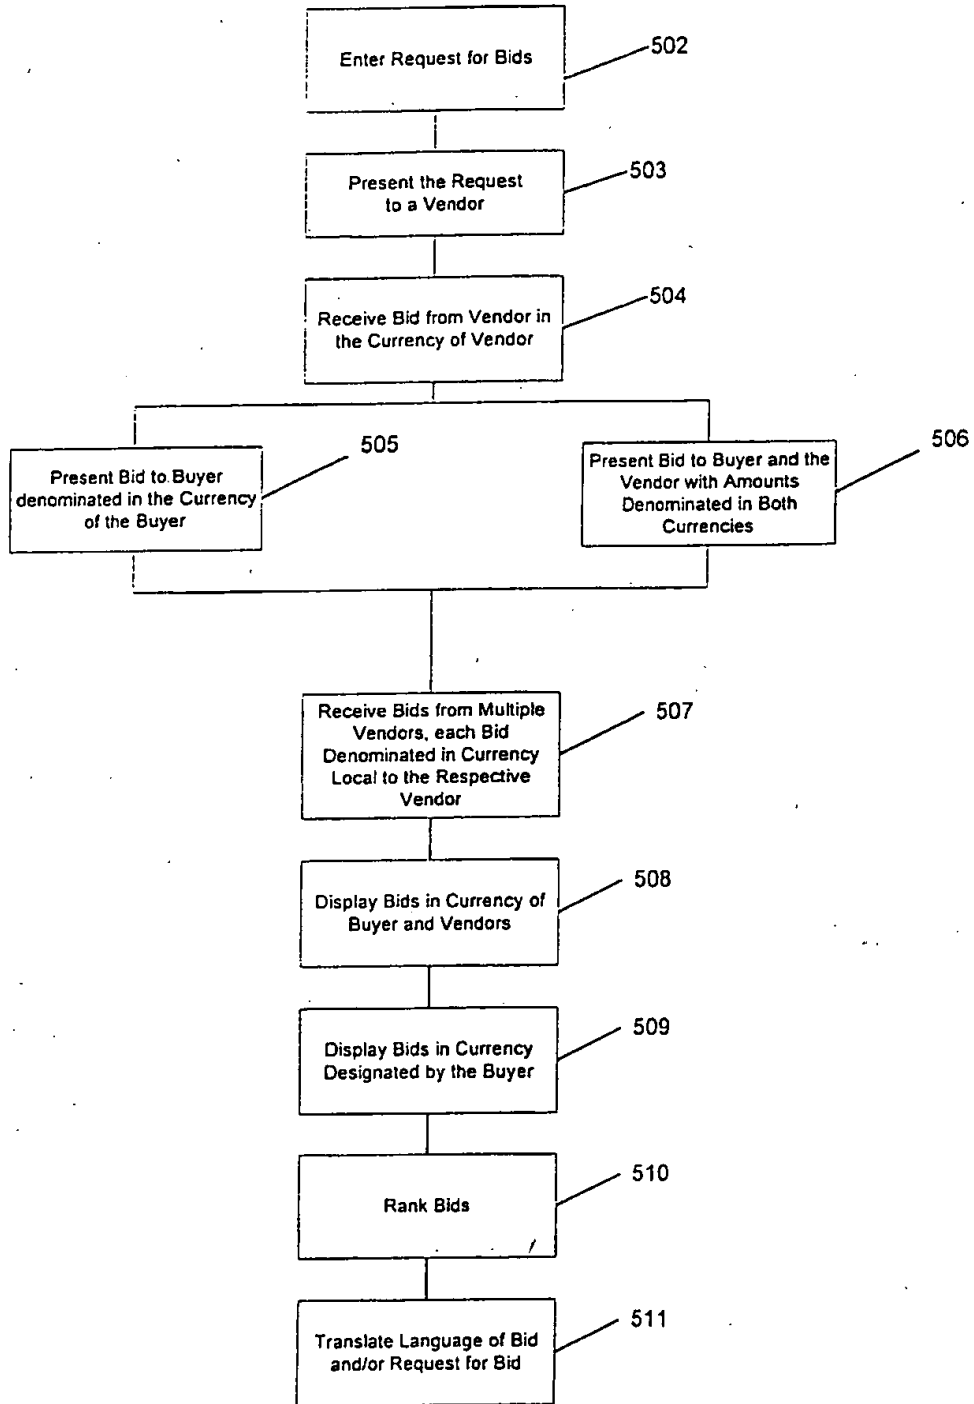 Enter Request for Bids
502
Present the Request
to a Vendor
503
Receive Bid from Vendor in
the Currency of Vendor
504
Present Bid to Buyer
denominated in the Currency
of the Buyer
505
Present Bid to Buyer and the
Vendor with Amounts
Denominated in Both
Currencies
506
Receive Bids from Multiple
Vendors, each Bid
Denominated in Currency
Local to the Respective
Vendor
507
Display Bids in Currency of
Buyer and Vendors
508
Display Bids in Currency
Designated by the Buyer
509
Rank Bids
510
Translate Language of Bid
and/or Request for Bid
511